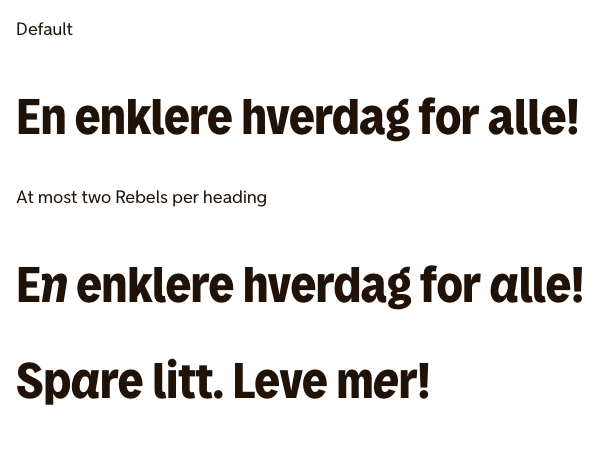 Default
En enklere hverdag for alle!
At most two Rebels per heading
En enklere hverdag for alle!
Spare litt. Leve mer!